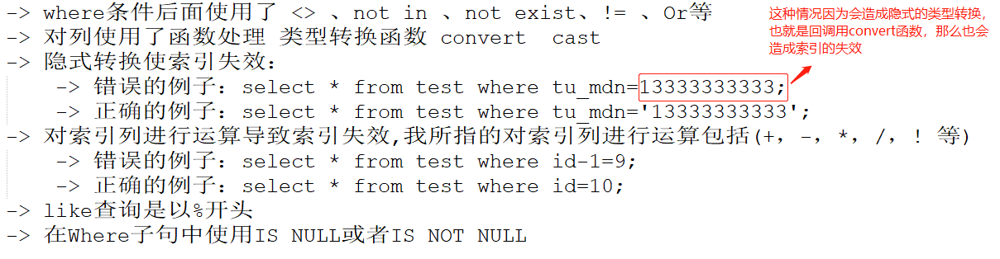 -> where条件后面使用了 <> 、not in 、not exist、!= 、Or等
-> 对列使用了函数处理 类型转换函数 convert  cast
-> 隐式转换使索引失效:
-> 错误的例子: select * from test where tu_mdn=13333333333;
-> 正确的例子: select * from test where tu_mdn='13333333333';
-> 对索引列进行运算导致索引失效,我所指的对索引列进行运算包括(+, -, *, /, ! 等)
-> 错误的例子: select * from test where id-1=9;
-> 正确的例子: select * from test where id=10;
-> like查询是以%开头
-> 在Where子句中使用IS NULL或者IS NOT NULL
这种情况因为会造成隐式的类型转换,
也就是回调用convert函数，那么也会
造成索引的失效